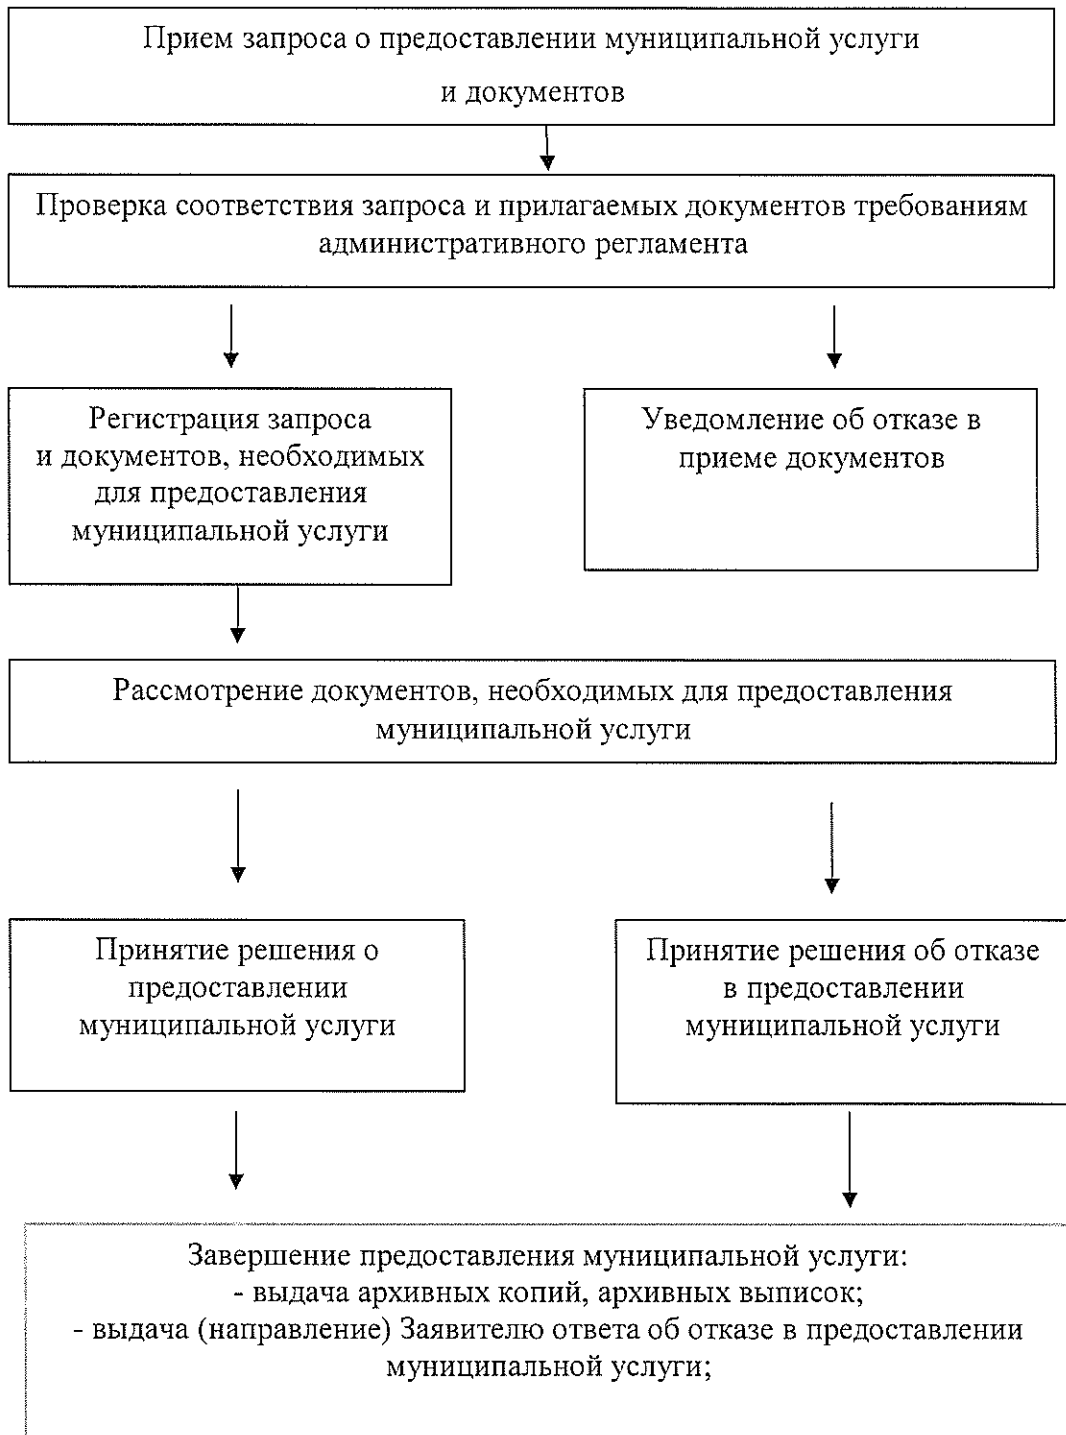 Прием запроса о предоставлении муниципальной услуги
и документов
Проверка соответствия запроса и прилагаемых документов требованиям
административного регламента
Регистрация запроса
и документов, необходимых
для предоставления
муниципальной услуги
Уведомление об отказе в
приеме документов
Рассмотрение документов, необходимых для предоставления
муниципальной услуги
Принятие решения о
предоставлении
муниципальной услуги
Принятие решения об отказе
в предоставлении
муниципальной услуги
Завершение предоставления муниципальной услуги:
- выдача архивных копий, архивных выписок;
- выдача (направление) Заявителю ответа об отказе в предоставлении
муниципальной услуги;